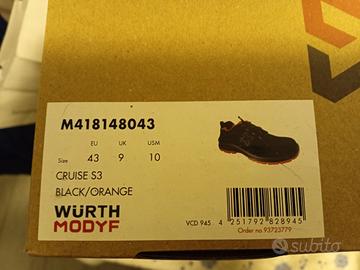 M418148043
EU UK USM
Size 43 9 10
CRUISE S3
BLACK/ORANGE
WÜRTH
MODYF
VCD 945 4 251792 828945
Order no. 93723779
subito